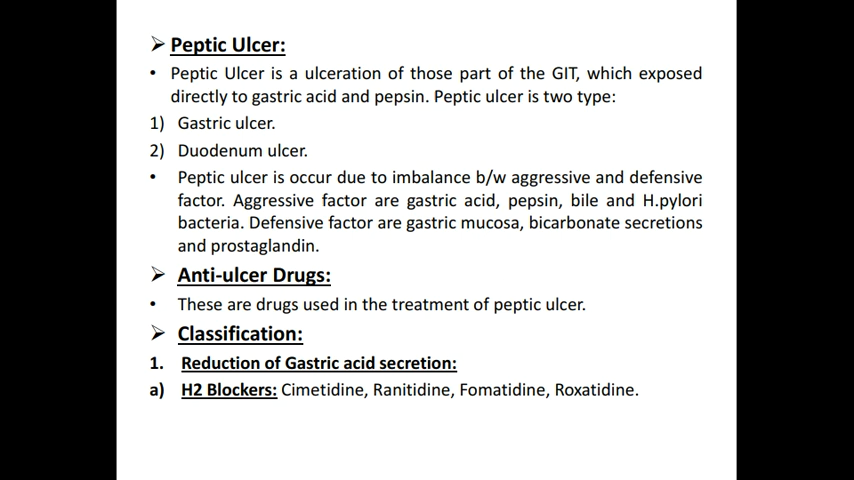 ➢ Peptic Ulcer:
• Peptic Ulcer is a ulceration of those part of the GIT, which exposed
directly to gastric acid and pepsin. Peptic ulcer is two type:
1) Gastric ulcer.
2) Duodenum ulcer.
• Peptic ulcer is occur due to imbalance b/w aggressive and defensive
factor. Aggressive factor are gastric acid, pepsin, bile and H.pylori
bacteria. Defensive factor are gastric mucosa, bicarbonate secretions
and prostaglandin.
➢ Anti-ulcer Drugs:
• These are drugs used in the treatment of peptic ulcer.
➢ Classification:
1. Reduction of Gastric acid secretion:
a) H2 Blockers: Cimetidine, Ranitidine, Fomatidine, Roxatidine.